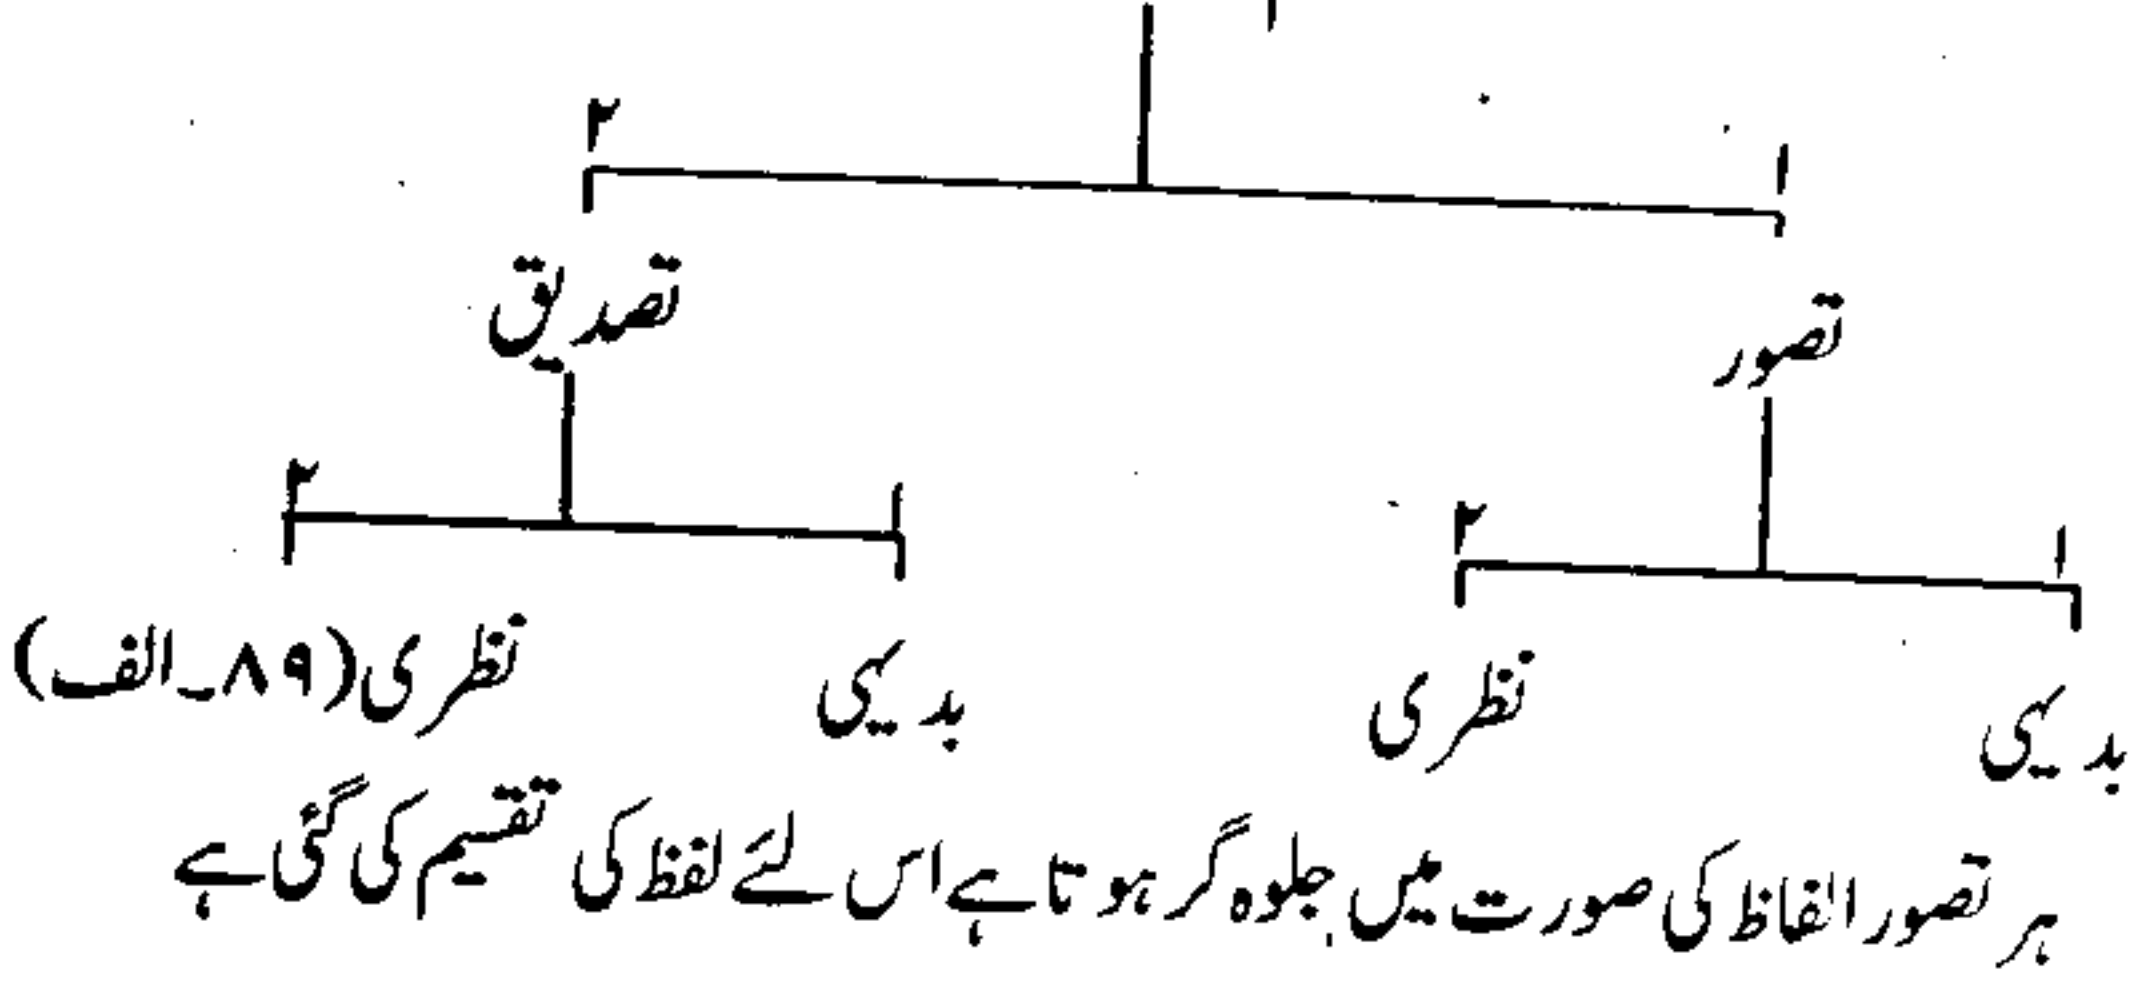 ۱ ۲
تصور تصدیق
۱ ۲ ۱ ۲
بدیہی نظری بدیہی نظری (۸۹۔الف)
ہر تصور الفاظ کی صورت میں جلوہ گر ہوتا ہے اس لئے لفظ کی تقسیم کی گئی ہے